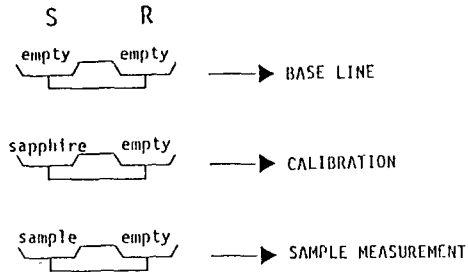 S R
empty empty
BASE LINE
sapphire empty
CALIBRATION
sample empty
SAMPLE MEASUREMENT